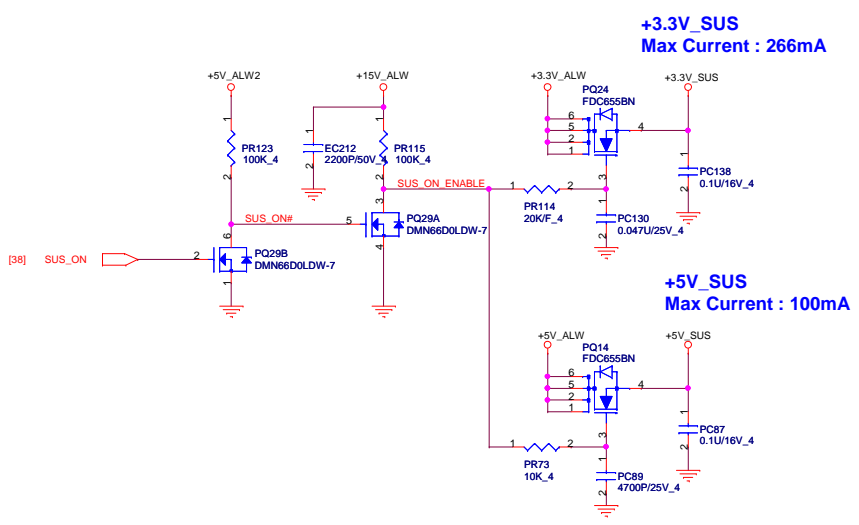 +3.3V_SUS
Max Current : 266mA
+5V_ALW2
+15V_ALW
+3.3V_ALW
+3.3V_SUS
PQ24
FDC655BN
6
5
2
1
4
3
1
PR123
100K_4
2
1
EC212
2200P/50V_4
2
1
PR115
100K_4
2
SUS_ON_ENABLE
1
2
PR114
20K/F_4
1
PC138
0.1U/16V_4
2
1
PC130
0.047U/25V_4
2
SUS_ON#
5
3
PQ29A
DMN66D0LDW-7
4
[38]
SUS_ON
2
6
PQ29B
DMN66D0LDW-7
1
+5V_SUS
Max Current : 100mA
+5V_ALW
+5V_SUS
PQ14
FDC655BN
6
5
2
1
4
3
1
PC87
0.1U/16V_4
2
1
2
PR73
10K_4
1
PC89
4700P/25V_4
2